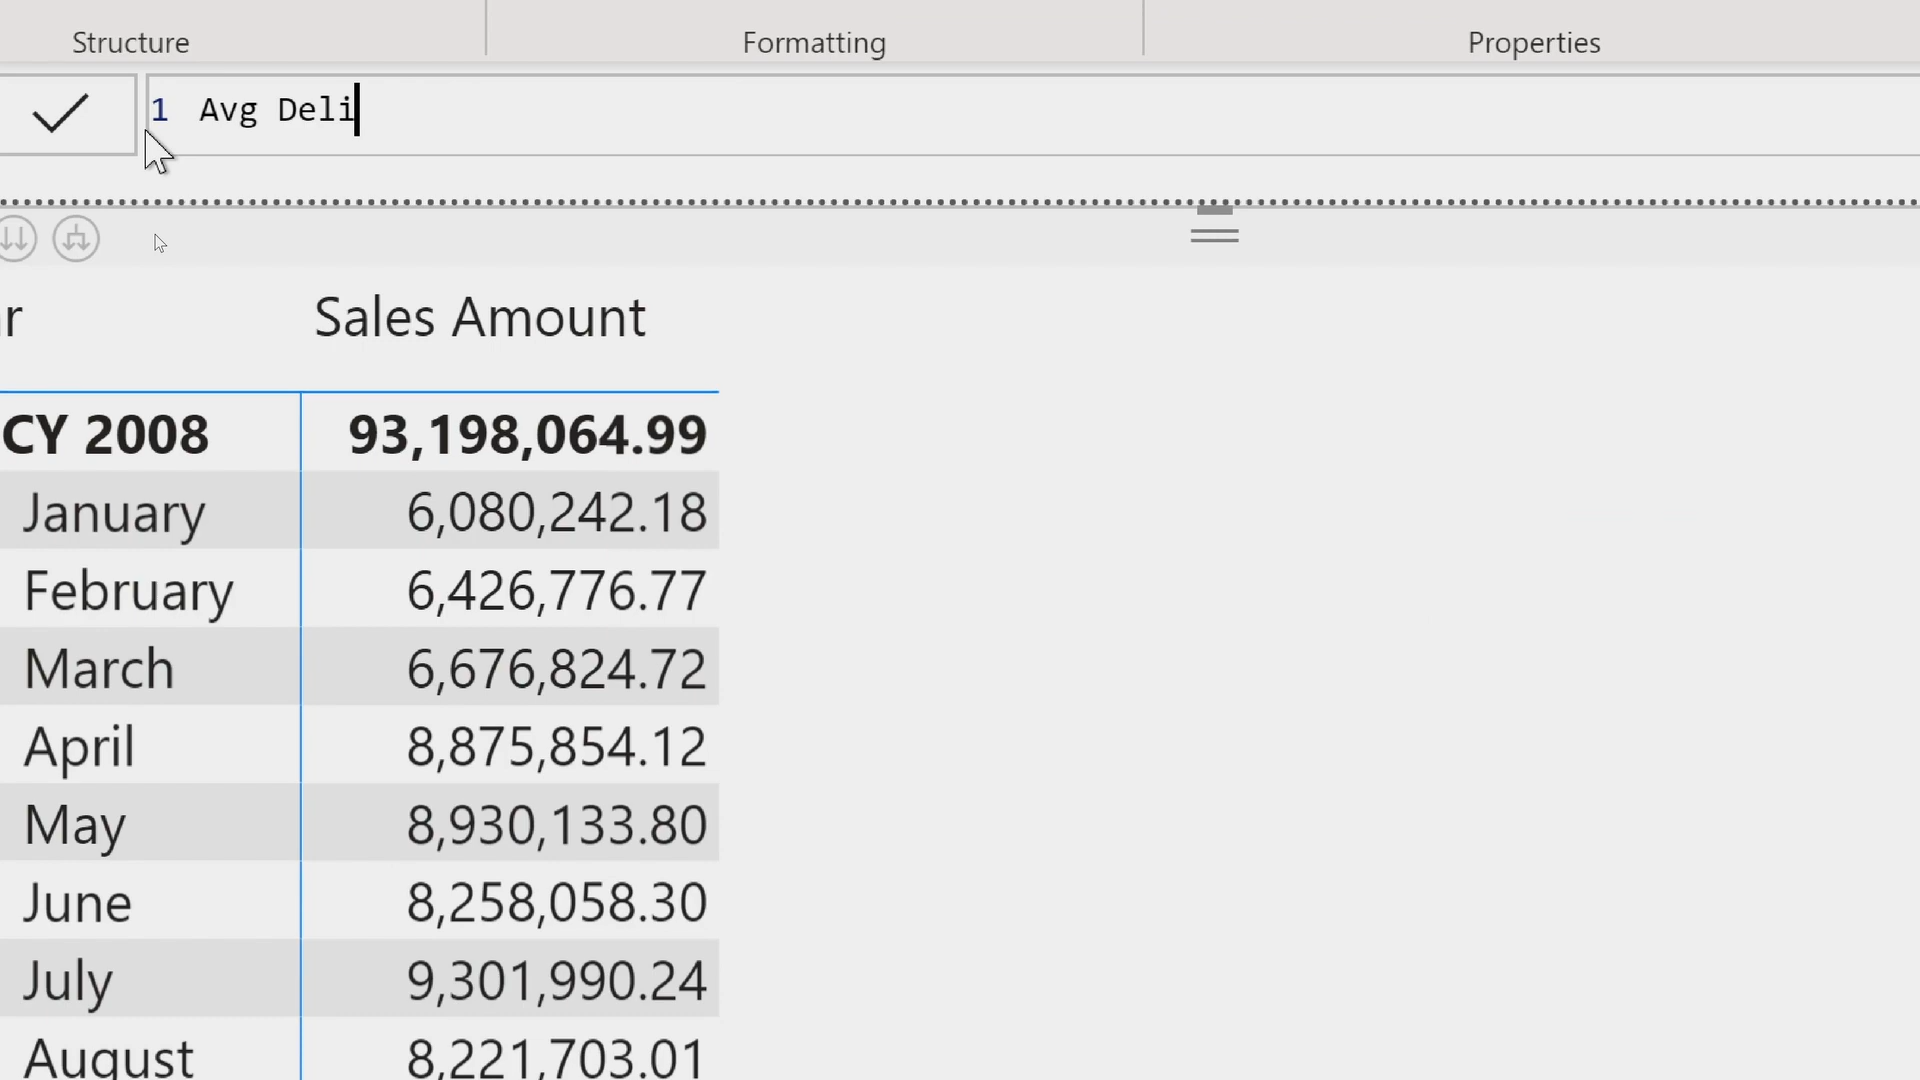 Structure Formatting Properties
1 Avg Deli
r Sales Amount
CY 2008 93,198,064.99
January 6,080,242.18
February 6,426,776.77
March 6,676,824.72
April 8,875,854.12
May 8,930,133.80
June 8,258,058.30
July 9,301,990.24
August 8,221,703.01